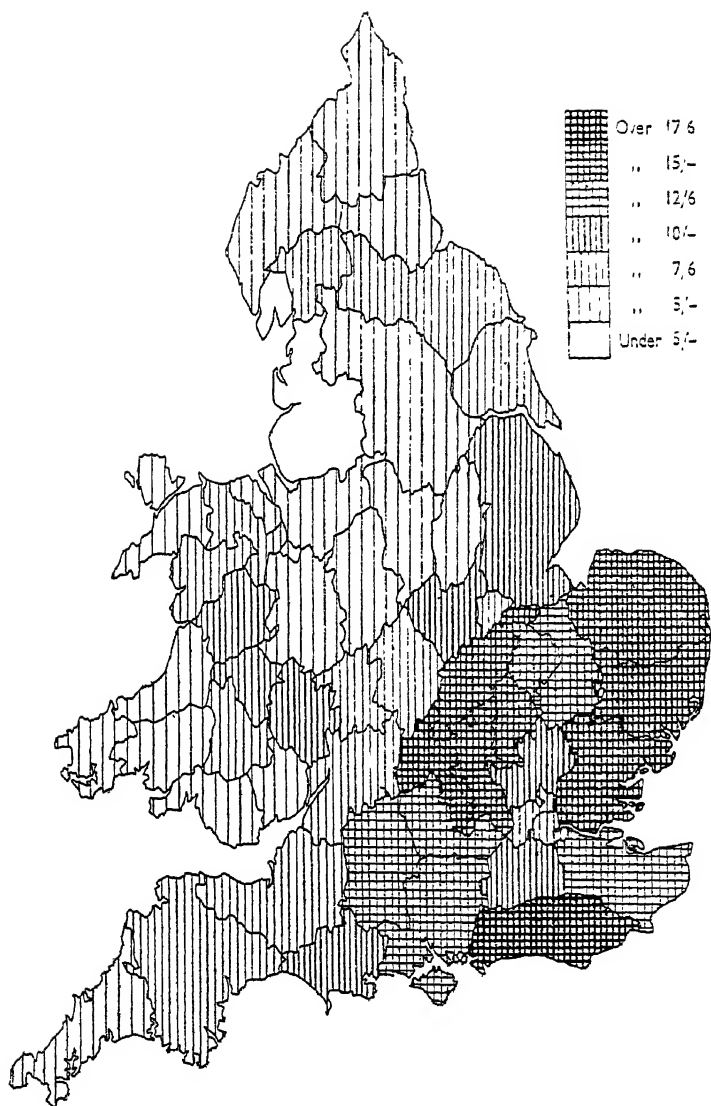 Over 17 6
„ 15/–
„ 12/6
„ 10/–
„ 7,6
„ 5/–
Under 5/–